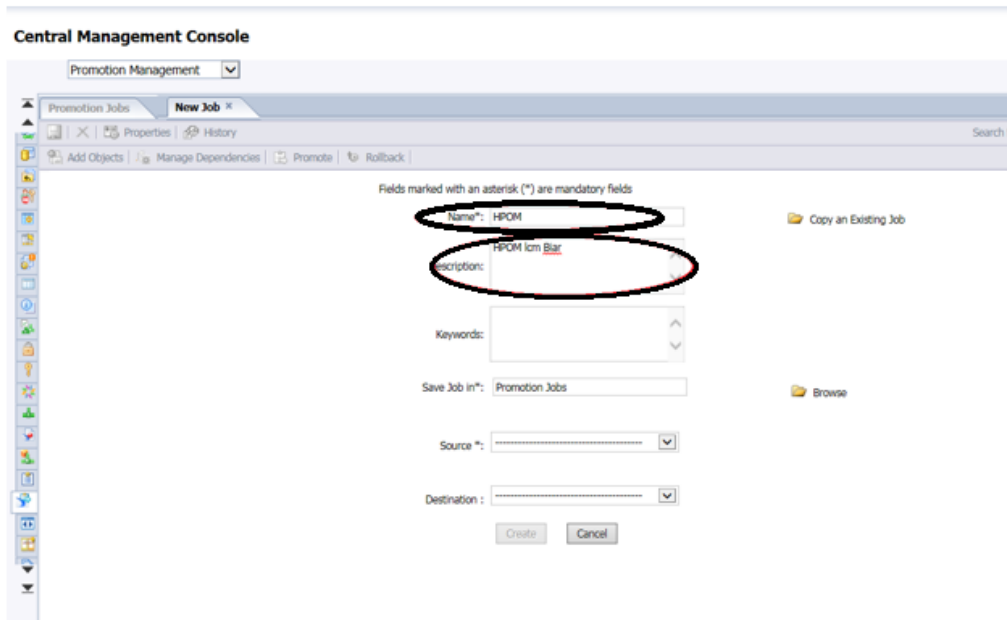 Central Management Console
Promotion Management
Promotion Jobs New Job ×
Properties History Search
Add Objects Manage Dependencies Promote Rollback
Fields marked with an asterisk (*) are mandatory fields
Name*: HPOM Copy an Existing Job
HPOM lcm Biar
escription:
Keywords:
Save Job in*: Promotion Jobs Browse
Source *: ----------------------------------------
Destination : ----------------------------------------
Create Cancel